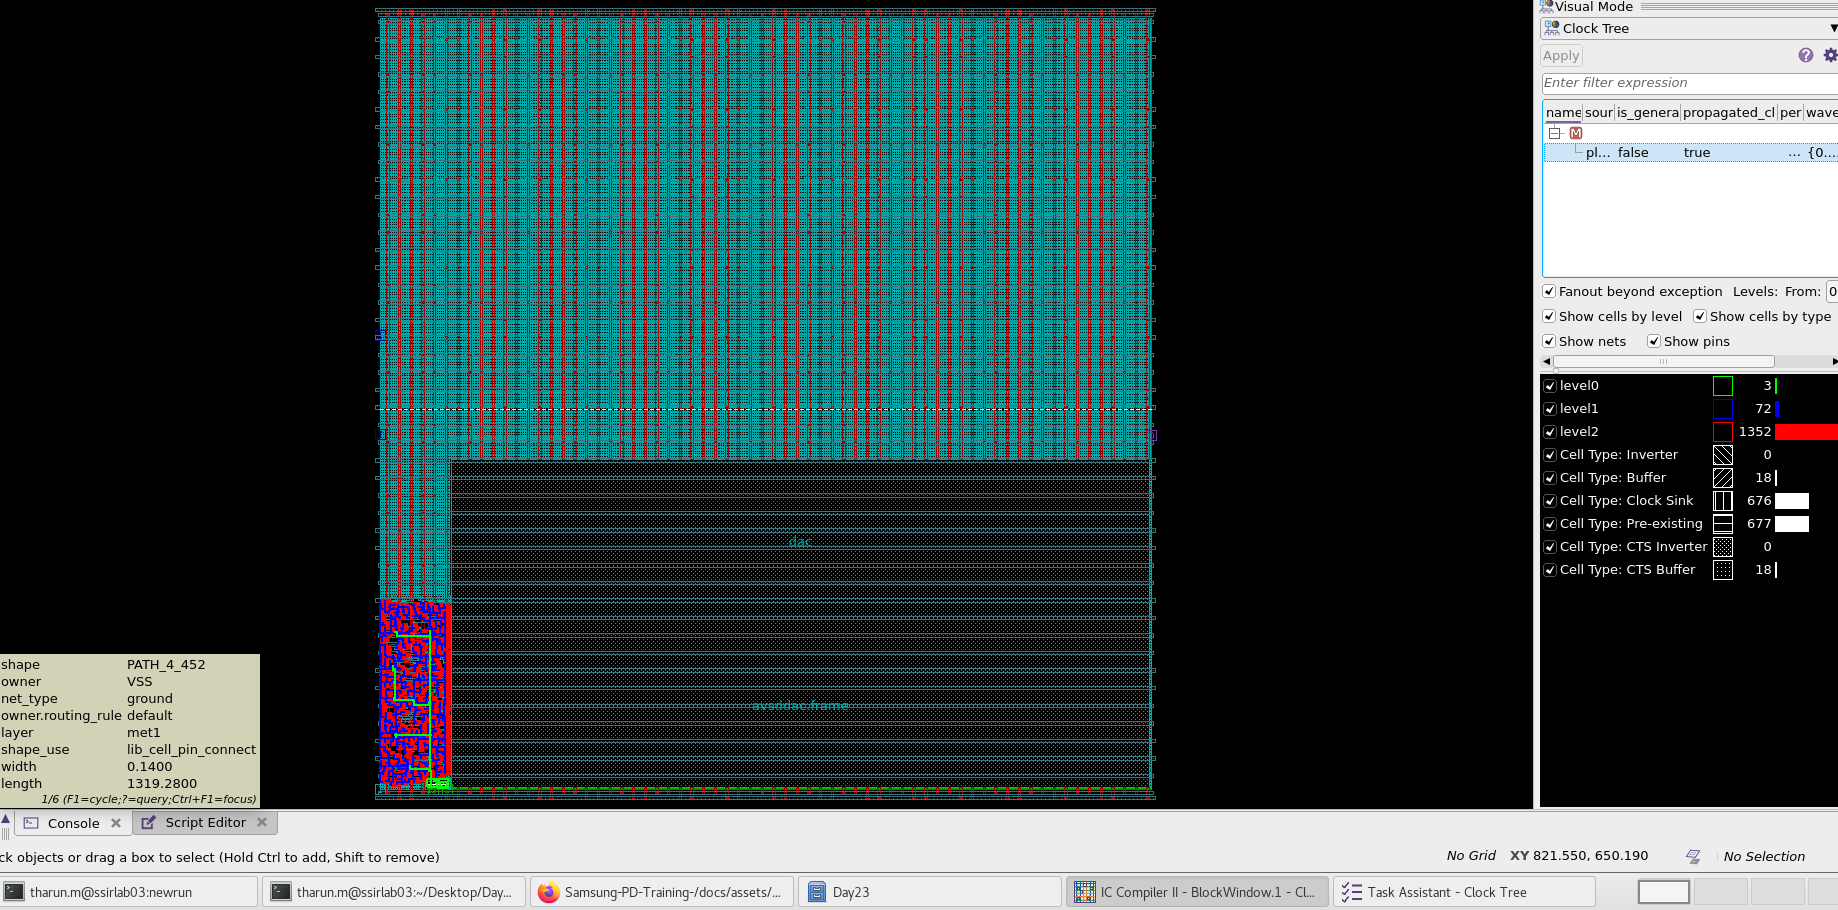 Visual Mode
Clock Tree
Apply
Enter filter expression
name sour is_genera propagated_cl per wave
M
pl... false true ... {0....
Fanout beyond exception Levels: From: 0
Show cells by level Show cells by type
Show nets Show pins
level0 3
level1 72
level2 1352
Cell Type: Inverter 0
Cell Type: Buffer 18
Cell Type: Clock Sink 676
Cell Type: Pre-existing 677
Cell Type: CTS Inverter 0
Cell Type: CTS Buffer 18
dac
avsddac.frame
shape PATH_4_452
owner VSS
net_type ground
owner.routing_rule default
layer met1
shape_use lib_cell_pin_connect
width 0.1400
length 1319.2800
1/6 (F1=cycle;?=query;Ctrl+F1=focus)
Console Script Editor
ck objects or drag a box to select (Hold Ctrl to add, Shift to remove)
No Grid XY 821.550, 650.190 No Selection
tharun.m@ssirlab03:newrun
tharun.m@ssirlab03:~/Desktop/Day...
Samsung-PD-Training-/docs/assets/...
Day23
IC Compiler II - BlockWindow.1 - Cl...
Task Assistant - Clock Tree